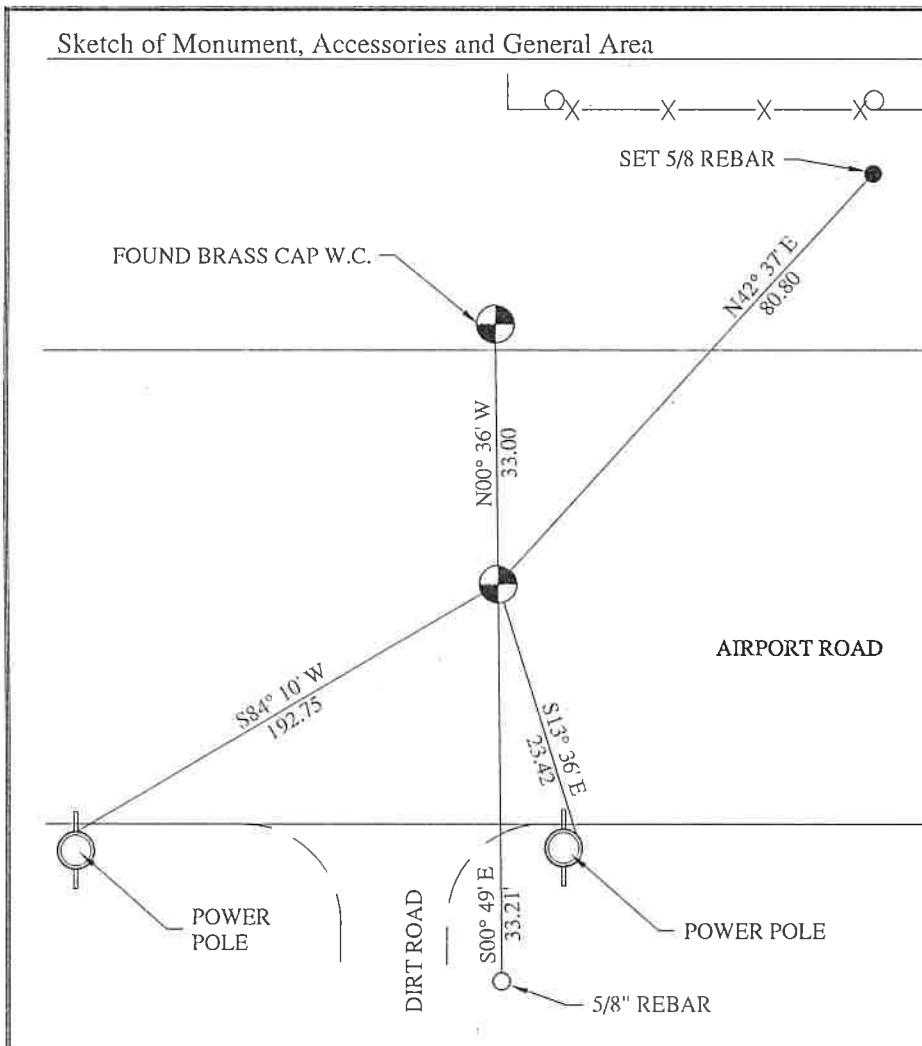 Sketch of Monument, Accessories and General Area
SET 5/8 REBAR
FOUND BRASS CAP W.C.
N42° 37' E
80.80
N00° 36' W
33.00
AIRPORT ROAD
S84° 10' W
192.75
S13° 36' E
23.42
POWER
POLE
DIRT ROAD
S00° 49' E
33.21'
POWER POLE
5/8" REBAR